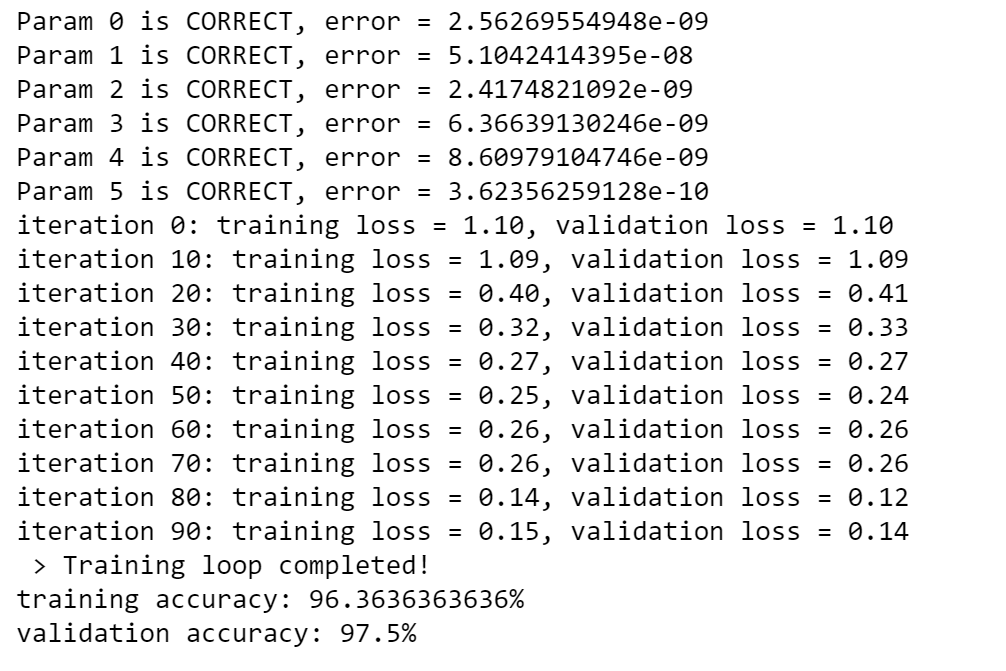 Param 0 is CORRECT, error = 2.56269554948e-09
Param 1 is CORRECT, error = 5.1042414395e-08
Param 2 is CORRECT, error = 2.4174821092e-09
Param 3 is CORRECT, error = 6.36639130246e-09
Param 4 is CORRECT, error = 8.60979104746e-09
Param 5 is CORRECT, error = 3.62356259128e-10
iteration 0: training loss = 1.10, validation loss = 1.10
iteration 10: training loss = 1.09, validation loss = 1.09
iteration 20: training loss = 0.40, validation loss = 0.41
iteration 30: training loss = 0.32, validation loss = 0.33
iteration 40: training loss = 0.27, validation loss = 0.27
iteration 50: training loss = 0.25, validation loss = 0.24
iteration 60: training loss = 0.26, validation loss = 0.26
iteration 70: training loss = 0.26, validation loss = 0.26
iteration 80: training loss = 0.14, validation loss = 0.12
iteration 90: training loss = 0.15, validation loss = 0.14
 > Training loop completed!
training accuracy: 96.3636363636%
validation accuracy: 97.5%